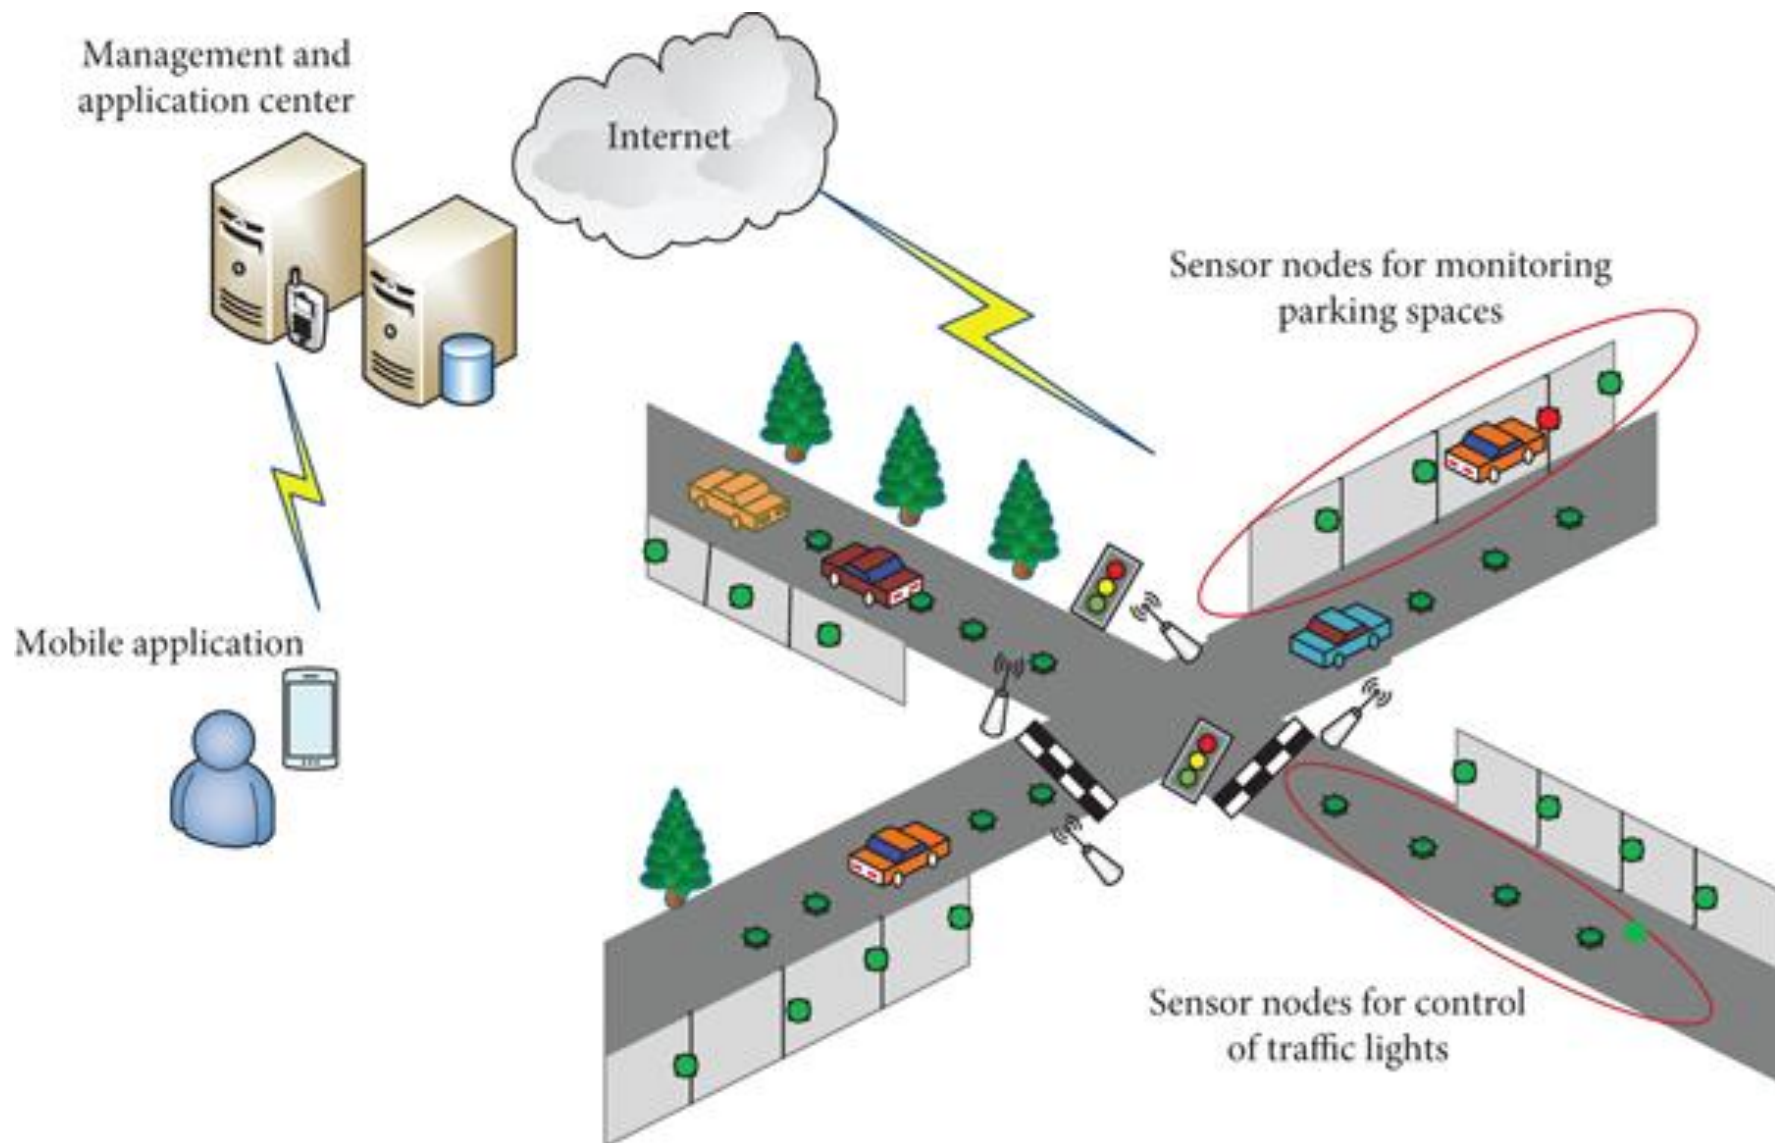 Management and
application center
Internet
Sensor nodes for monitoring
parking spaces
Mobile application
Sensor nodes for control
of traffic lights